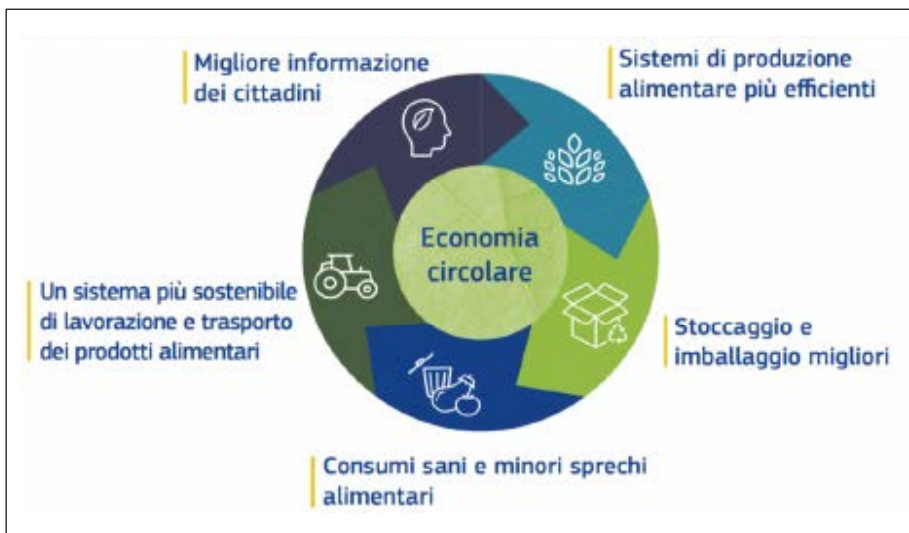 Migliore informazione
dei cittadini
Sistemi di produzione
alimentare più efficienti
Economia
circolare
Un sistema più sostenibile
di lavorazione e trasporto
dei prodotti alimentari
Stoccaggio e
imballaggio migliori
Consumi sani e minori sprechi
alimentari